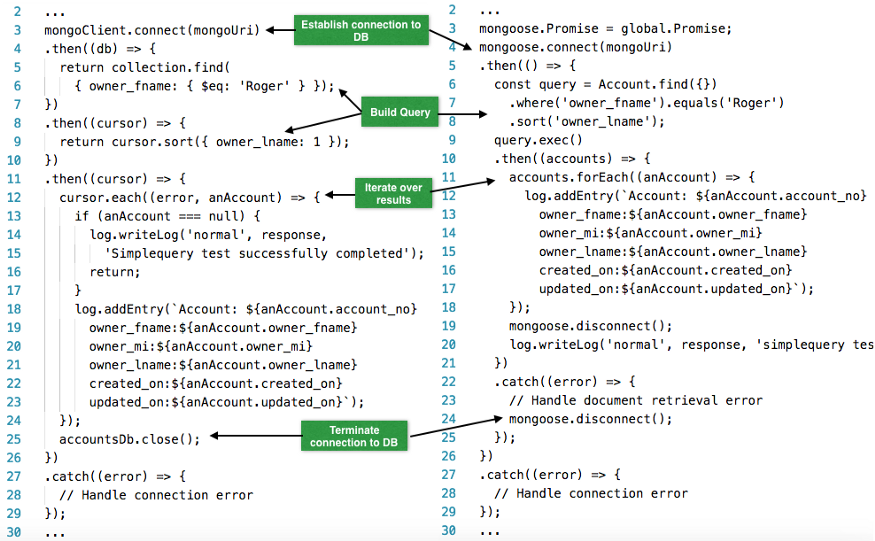 2 ...
3 mongoClient.connect(mongoUri)
4 .then((db) => {
5 return collection.find(
6 { owner_fname: { $eq: 'Roger' } });
7 })
8 .then((cursor) => {
9 return cursor.sort({ owner_lname: 1 });
10 })
11 .then((cursor) => {
12 cursor.each((error, anAccount) => {
13 if (anAccount === null) {
14 log.writeLog('normal', response,
15 'Simplequery test successfully completed');
16 return;
17 }
18 log.addEntry(`Account: ${anAccount.account_no}
19 owner_fname:${anAccount.owner_fname}
20 owner_mi:${anAccount.owner_mi}
21 owner_lname:${anAccount.owner_lname}
22 created_on:${anAccount.created_on}
23 updated_on:${anAccount.updated_on}`);
24 });
25 accountsDb.close();
26 })
27 .catch((error) => {
28 // Handle connection error
29 });
30 ...
Establish connection to
DB
Build Query
Iterate over
results
Terminate
connection to DB
2 ...
3 mongoose.Promise = global.Promise;
4 mongoose.connect(mongoUri)
5 .then(() => {
6 const query = Account.find({})
7 .where('owner_fname').equals('Roger')
8 .sort('owner_lname');
9 query.exec()
10 .then((accounts) => {
11 accounts.forEach((anAccount) => {
12 log.addEntry(`Account: ${anAccount.account_no}
13 owner_fname:${anAccount.owner_fname}
14 owner_mi:${anAccount.owner_mi}
15 owner_lname:${anAccount.owner_lname}
16 created_on:${anAccount.created_on}
17 updated_on:${anAccount.updated_on}`);
18 });
19 mongoose.disconnect();
20 log.writeLog('normal', response, 'simplequery tes
21 })
22 .catch((error) => {
23 // Handle document retrieval error
24 mongoose.disconnect();
25 });
26 })
27 .catch((error) => {
28 // Handle connection error
29 });
30 ...